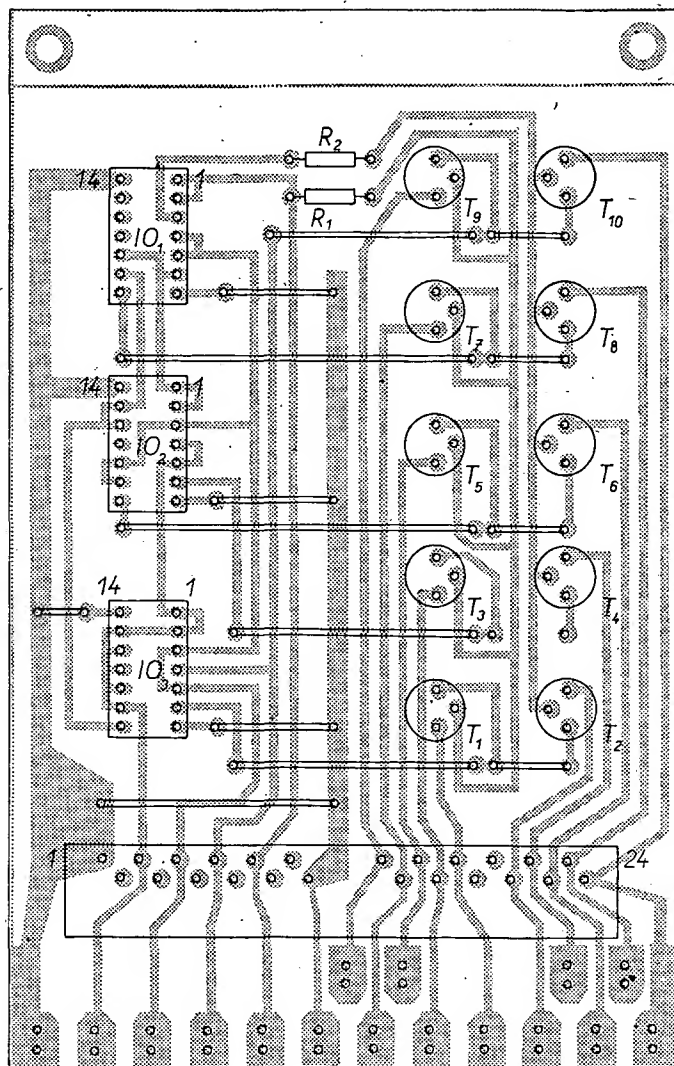 R₂
14 1
R₁
IO₁
T₉ T₁₀
T₇ T₈
14 1
IO₂
T₅ T₆
14 1
T₃ T₄
IO₃
T₁ T₂
1 24